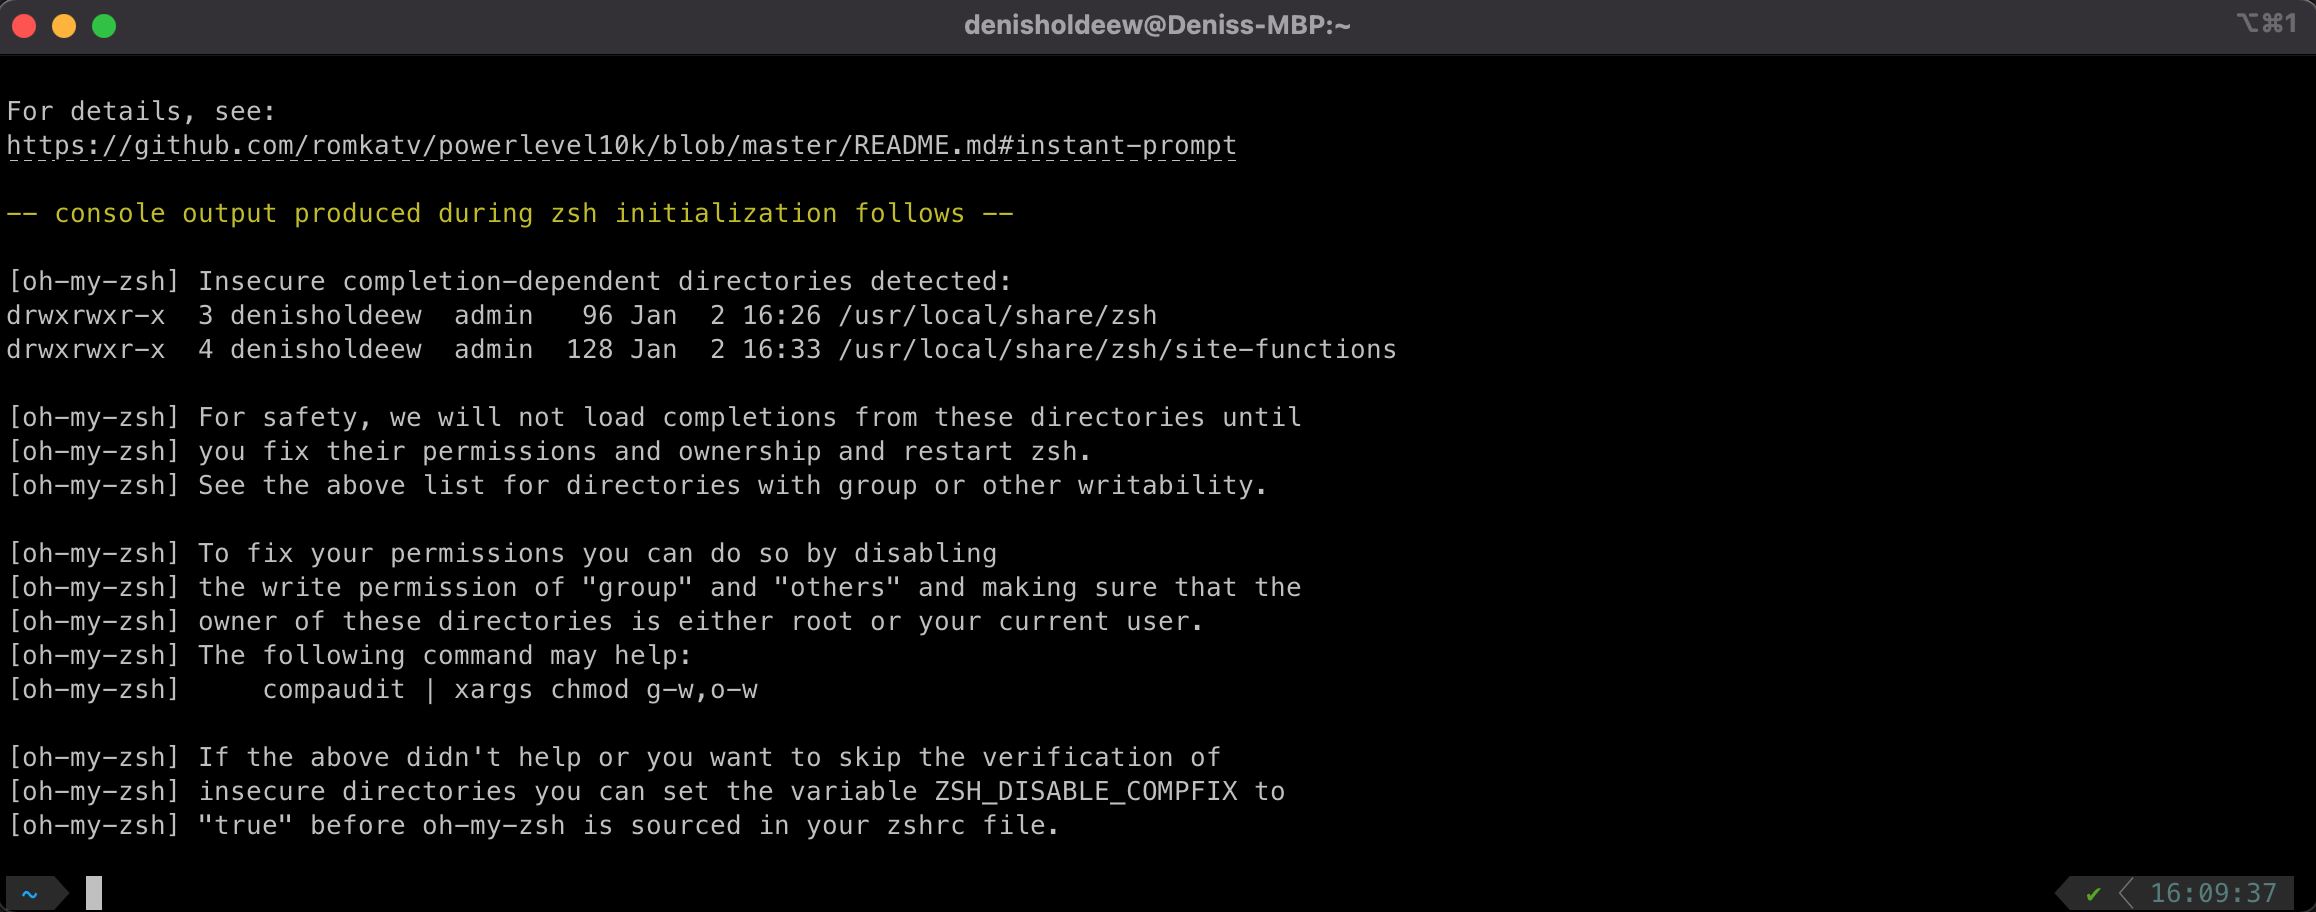 denisholdeew@Deniss-MBP:~
⌥⌘1
For details, see:
https://github.com/romkatv/powerlevel10k/blob/master/README.md#instant-prompt
-- console output produced during zsh initialization follows --
[oh-my-zsh] Insecure completion-dependent directories detected:
drwxrwxr-x  3 denisholdeew  admin   96 Jan  2 16:26 /usr/local/share/zsh
drwxrwxr-x  4 denisholdeew  admin  128 Jan  2 16:33 /usr/local/share/zsh/site-functions
[oh-my-zsh] For safety, we will not load completions from these directories until
[oh-my-zsh] you fix their permissions and ownership and restart zsh.
[oh-my-zsh] See the above list for directories with group or other writability.
[oh-my-zsh] To fix your permissions you can do so by disabling
[oh-my-zsh] the write permission of "group" and "others" and making sure that the
[oh-my-zsh] owner of these directories is either root or your current user.
[oh-my-zsh] The following command may help:
[oh-my-zsh]     compaudit | xargs chmod g-w,o-w
[oh-my-zsh] If the above didn't help or you want to skip the verification of
[oh-my-zsh] insecure directories you can set the variable ZSH_DISABLE_COMPFIX to
[oh-my-zsh] "true" before oh-my-zsh is sourced in your zshrc file.
~
✔ 16:09:37